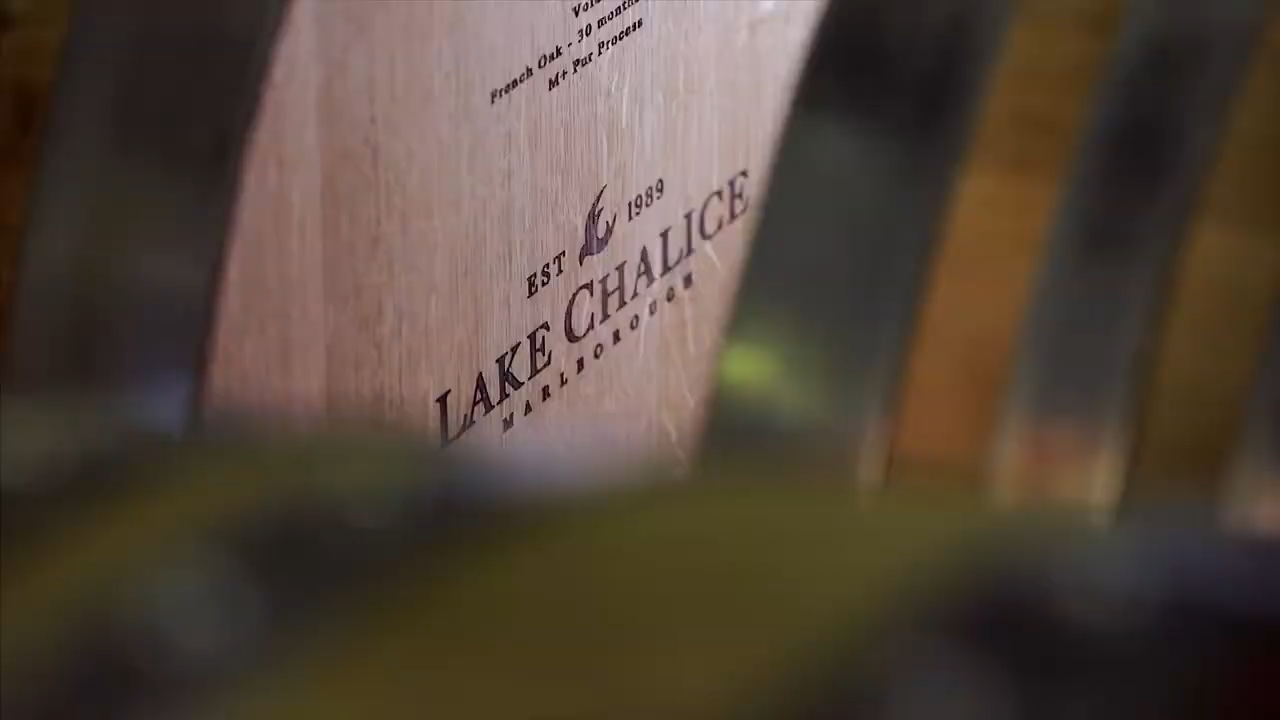 French Oak - 30 months
M+ Pur Process
EST 1989
LAKE CHALICE
MARLBOROUGH